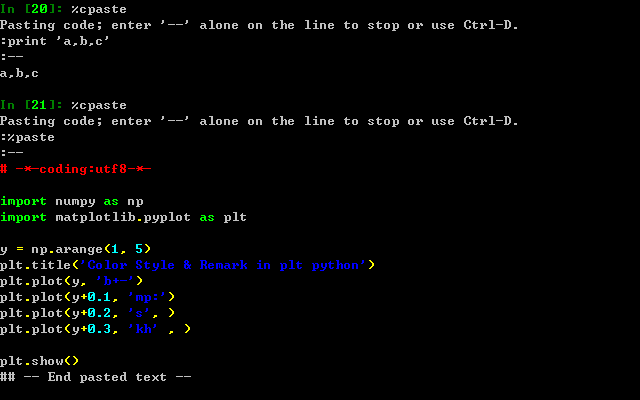 In [20]: %cpaste
Pasting code; enter '--' alone on the line to stop or use Ctrl-D.
:print 'a,b,c'
:--
a,b,c
In [21]: %cpaste
Pasting code; enter '--' alone on the line to stop or use Ctrl-D.
:%paste
:--
# -*-coding:utf8-*-
import numpy as np
import matplotlib.pyplot as plt
y = np.arange(1, 5)
plt.title('Color Style & Remark in plt python')
plt.plot(y, 'b+-')
plt.plot(y+0.1, 'mp:')
plt.plot(y+0.2, 's', )
plt.plot(y+0.3, 'kh' , )
plt.show()
## -- End pasted text --